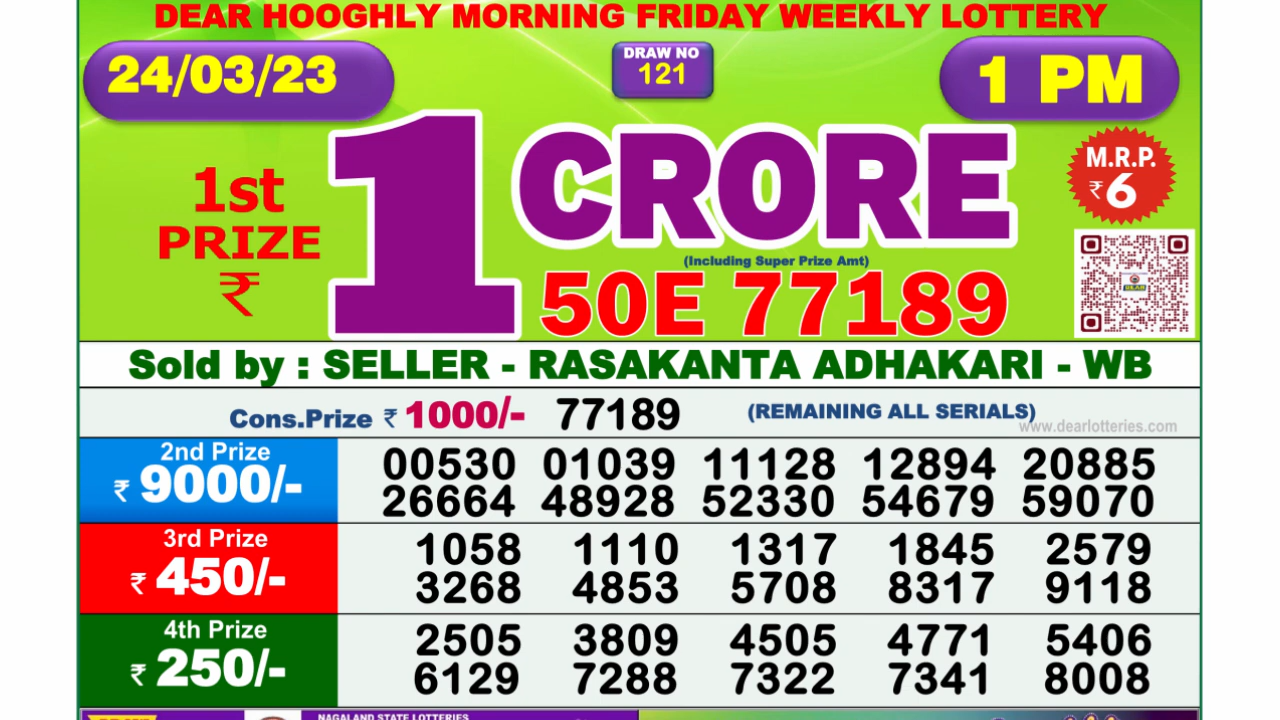 DEAR HOOGHLY MORNING FRIDAY WEEKLY LOTTERY
24/03/23
DRAW NO
121
1 PM
1st
PRIZE
₹
1 CRORE
(Including Super Prize Amt)
50E 77189
M.R.P.
₹6
Sold by : SELLER - RASAKANTA ADHAKARI - WB
Cons.Prize ₹ 1000/- 77189 (REMAINING ALL SERIALS)
www.dearlotteries.com
2nd Prize
₹ 9000/-
00530 01039 11128 12894 20885
26664 48928 52330 54679 59070
3rd Prize
₹ 450/-
1058 1110 1317 1845 2579
3268 4853 5708 8317 9118
4th Prize
₹ 250/-
2505 3809 4505 4771 5406
6129 7288 7322 7341 8008
NAGALAND STATE LOTTERIES